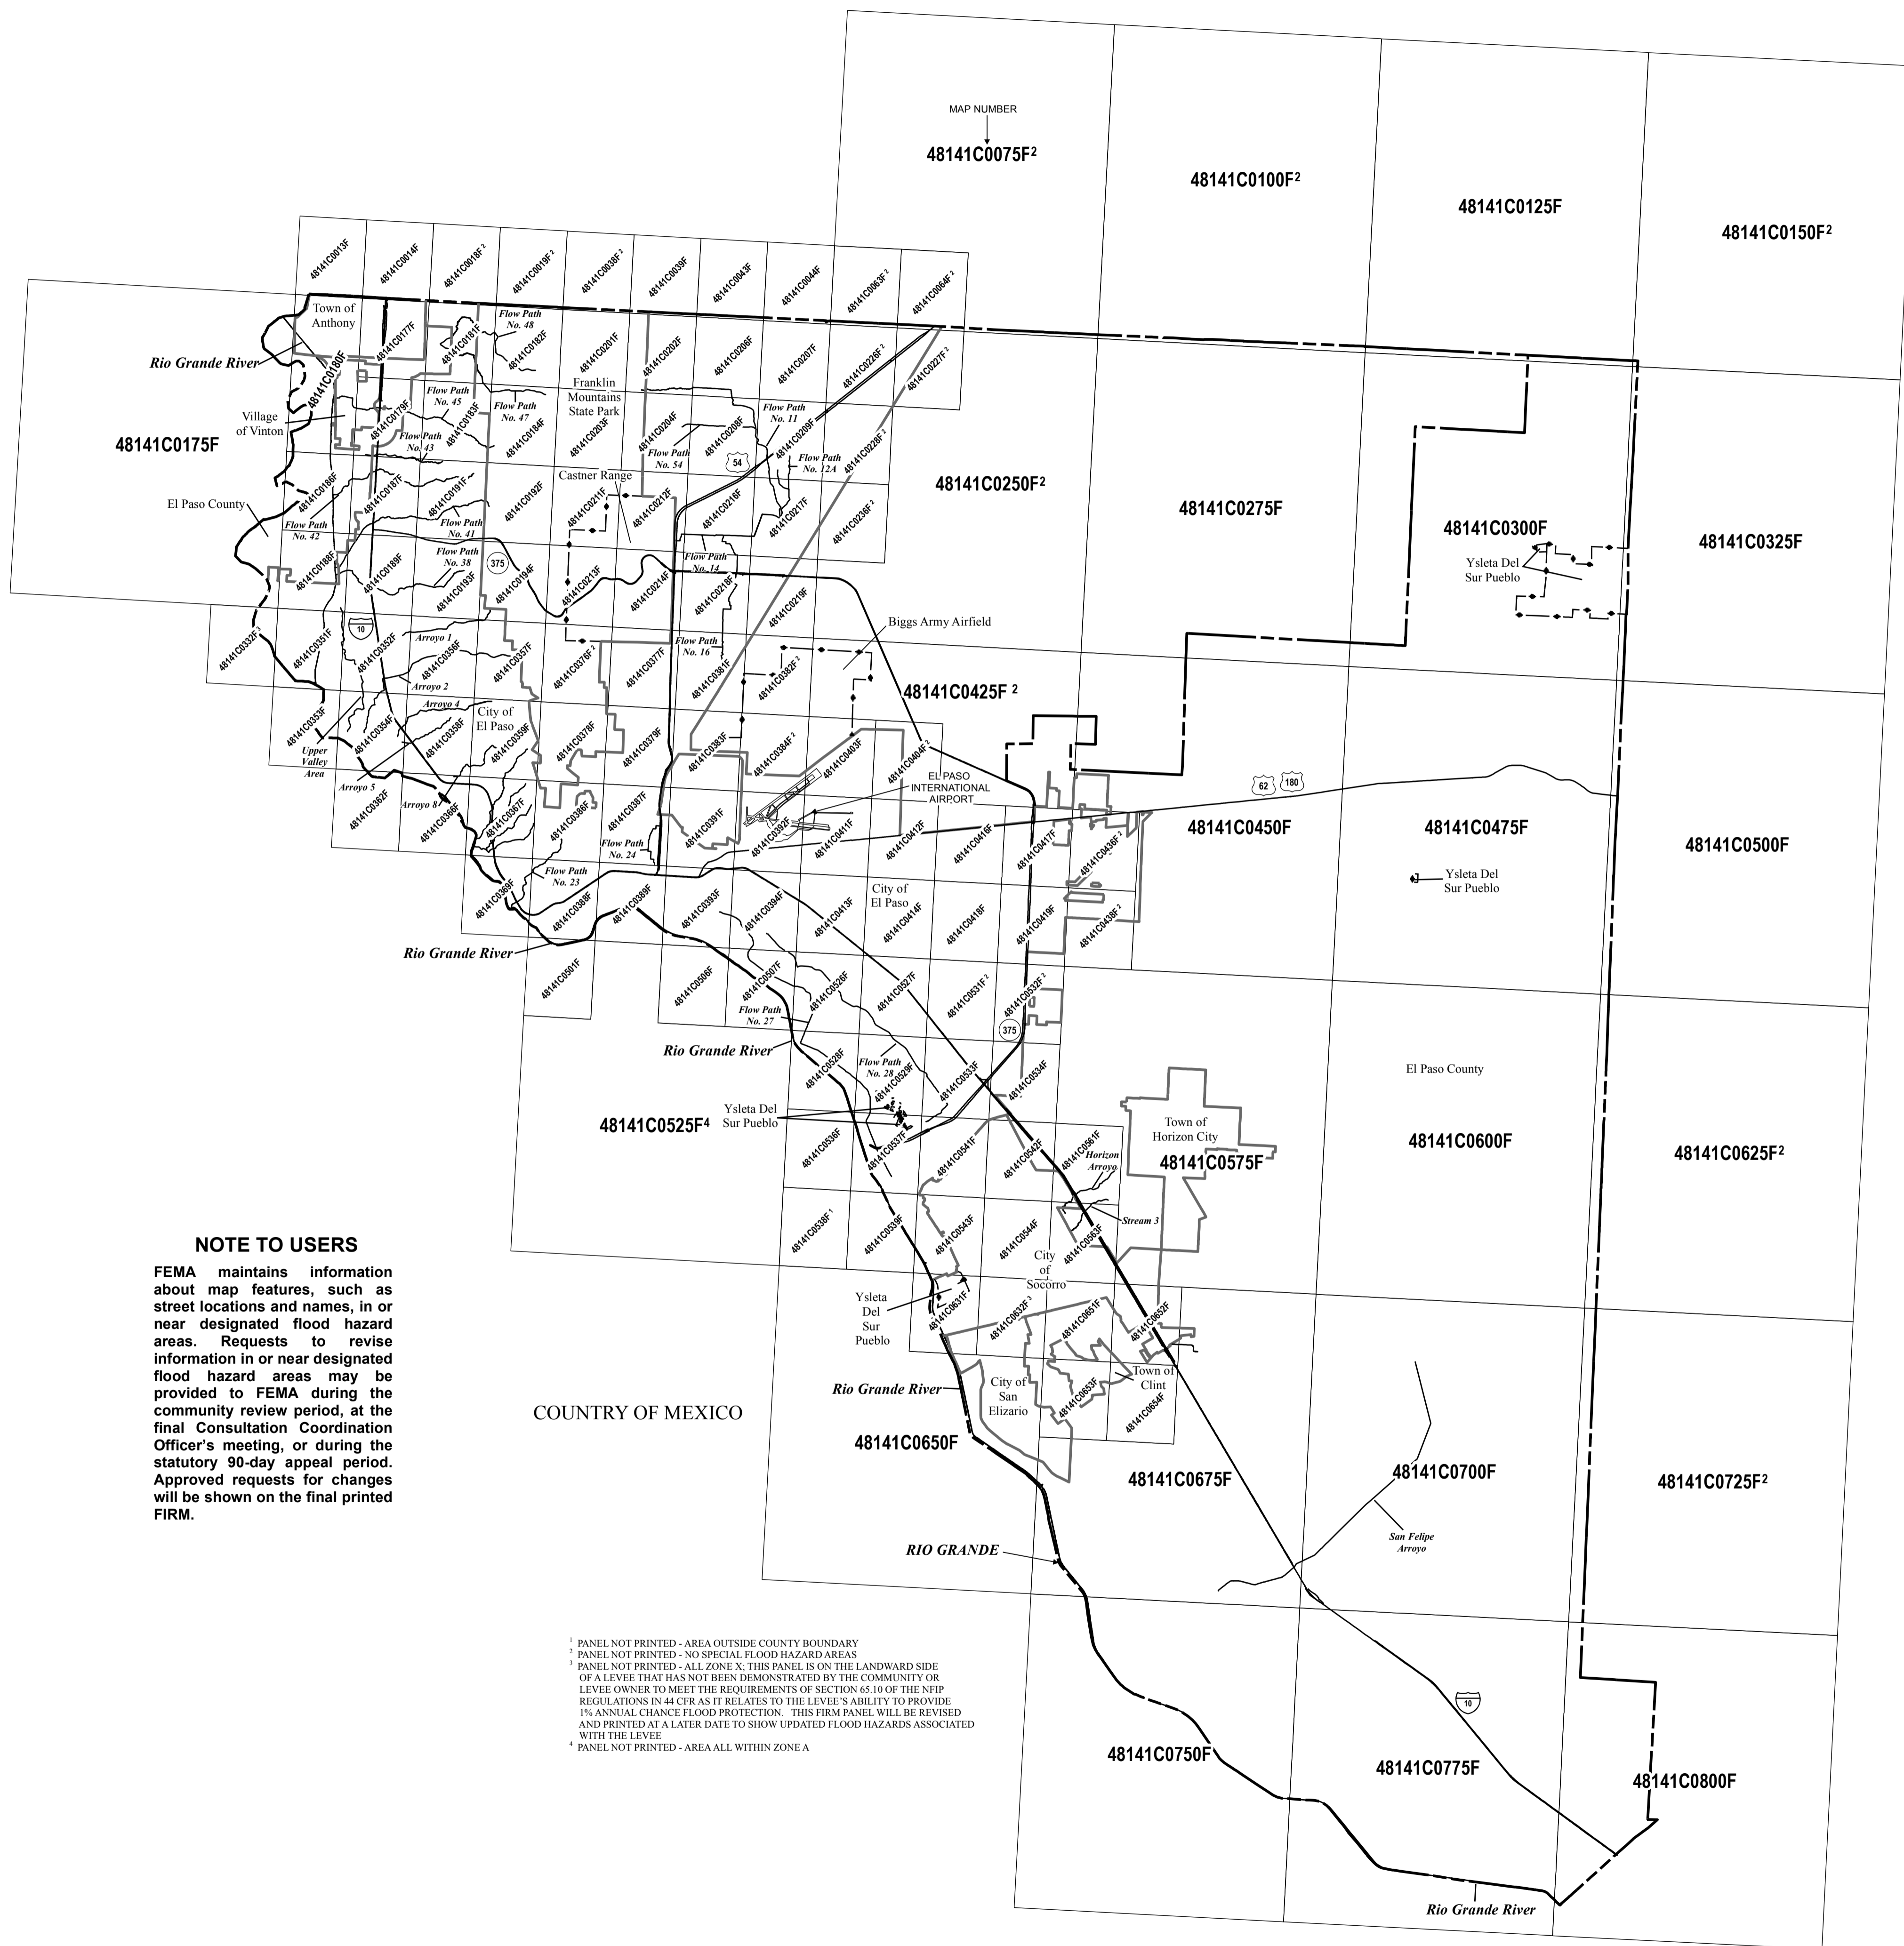 MAP NUMBER
48141C0075F²
48141C0100F²
48141C0125F
48141C0150F²
48141C0013F
48141C0014F
48141C0018F²
48141C0019F²
48141C0038F²
48141C0039F
48141C0043F
48141C0044F
48141C0063F²
48141C0064F²
Town of
Anthony
Rio Grande River
48141C0180F
48141C0177F
48141C0181F
Flow Path
No. 48
48141C0182F
48141C0201F
48141C0202F
48141C0206F
48141C0207F
48141C0226F²
48141C0227F²
Franklin
Mountains
State Park
Village
of Vinton
48141C0175F
48141C0179F
Flow Path
No. 45
48141C0183F
Flow Path
No. 47
Flow Path
No. 43
48141C0184F
48141C0203F
48141C0204F
48141C0208F
Flow Path
No. 11
48141C0209F
48141C0228F²
Flow Path
No. 54
54
Flow Path
No. 12A
Castner Range
El Paso County
48141C0186F
48141C0187F
48141C0191F
48141C0192F
48141C0211F
48141C0212F
48141C0216F
48141C0217F
48141C0236F²
48141C0250F²
48141C0275F
48141C0300F
48141C0325F
Ysleta Del
Sur Pueblo
Flow Path
No. 42
Flow Path
No. 41
Flow Path
No. 38
375
Flow Path
No. 14
48141C0188F
48141C0189F
48141C0193F
48141C0194F
48141C0213F
48141C0214F
48141C0218F
48141C0219F
Biggs Army Airfield
10
48141C0332F³
48141C0351F
48141C0352F
Arroyo 1
48141C0356F
48141C0357F
48141C0376F²
48141C0377F
Flow Path
No. 16
48141C0381F
48141C0382F²
48141C0425F ²
Arroyo 2
Arroyo 4
City of
El Paso
48141C0353F
48141C0354F
48141C0358F
48141C0359F
48141C0378F
48141C0379F
48141C0383F
48141C0384F²
48141C0403F
48141C0404F²
Upper
Valley
Area
Arroyo 5
Arroyo 8
EL PASO
INTERNATIONAL
AIRPORT
62
180
48141C0362F
48141C0366F
48141C0367F
48141C0386F
48141C0387F
48141C0391F
48141C0392F
48141C0411F
48141C0412F
48141C0416F
48141C0417F
48141C0436F²
48141C0450F
48141C0475F
48141C0500F
Ysleta Del
Sur Pueblo
Flow Path
No. 24
Flow Path
No. 23
City of
El Paso
48141C0369F
48141C0388F
48141C0389F
48141C0393F
48141C0394F
48141C0413F
48141C0414F
48141C0418F
48141C0419F
48141C0438F²
Rio Grande River
48141C0501F
48141C0506F
48141C0507F
48141C0526F
48141C0527F
48141C0531F²
48141C0532F²
Flow Path
No. 27
375
Rio Grande River
48141C0528F
Flow Path
No. 28
48141C0529F
48141C0533F
48141C0534F
El Paso County
Ysleta Del
Sur Pueblo
48141C0525F⁴
48141C0536F
48141C0537F
48141C0541F
48141C0542F
48141C0561F
Horizon
Arroyo
Town of
Horizon City
48141C0575F
48141C0600F
48141C0625F²
Stream 3
48141C0538F¹
48141C0539F
48141C0543F
48141C0544F
48141C0563F
City
of
Socorro
Ysleta
Del
Sur
Pueblo
48141C0631F
48141C0632F³
48141C0651F
48141C0652F
City of
San
Elizario
Town of
Clint
48141C0653F
48141C0654F
Rio Grande River
COUNTRY OF MEXICO
48141C0650F
48141C0675F
48141C0700F
48141C0725F²
San Felipe
Arroyo
RIO GRANDE
NOTE TO USERS
FEMA maintains information
about map features, such as
street locations and names, in or
near designated flood hazard
areas. Requests to revise
information in or near designated
flood hazard areas may be
provided to FEMA during the
community review period, at the
final Consultation Coordination
Officer's meeting, or during the
statutory 90-day appeal period.
Approved requests for changes
will be shown on the final printed
FIRM.
¹ PANEL NOT PRINTED - AREA OUTSIDE COUNTY BOUNDARY
² PANEL NOT PRINTED - NO SPECIAL FLOOD HAZARD AREAS
³ PANEL NOT PRINTED - ALL ZONE X; THIS PANEL IS ON THE LANDWARD SIDE
OF A LEVEE THAT HAS NOT BEEN DEMONSTRATED BY THE COMMUNITY OR
LEVEE OWNER TO MEET THE REQUIREMENTS OF SECTION 65.10 OF THE NFIP
REGULATIONS IN 44 CFR AS IT RELATES TO THE LEVEE'S ABILITY TO PROVIDE
1% ANNUAL CHANCE FLOOD PROTECTION. THIS FIRM PANEL WILL BE REVISED
AND PRINTED AT A LATER DATE TO SHOW UPDATED FLOOD HAZARDS ASSOCIATED
WITH THE LEVEE
⁴ PANEL NOT PRINTED - AREA ALL WITHIN ZONE A
10
48141C0750F
48141C0775F
48141C0800F
Rio Grande River